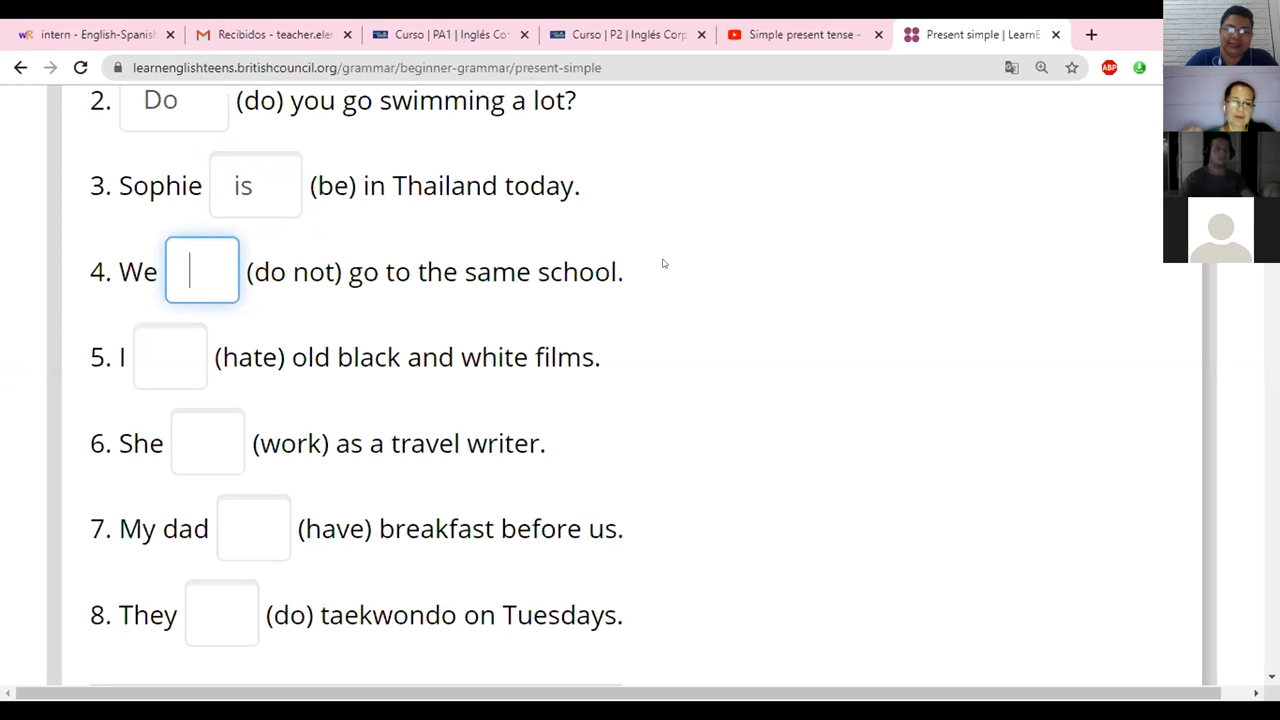 intern - English-Spanish
Recibidos - teacher.eler
Curso | PA1 | Inglés Co
Curso | P2 | Inglés Corp
Simple present tense -
Present simple | LearnE
learnenglishteens.britishcouncil.org/grammar/beginner-grammar/present-simple
ABP
2. Do (do) you go swimming a lot?
3. Sophie is (be) in Thailand today.
4. We (do not) go to the same school.
5. I (hate) old black and white films.
6. She (work) as a travel writer.
7. My dad (have) breakfast before us.
8. They (do) taekwondo on Tuesdays.